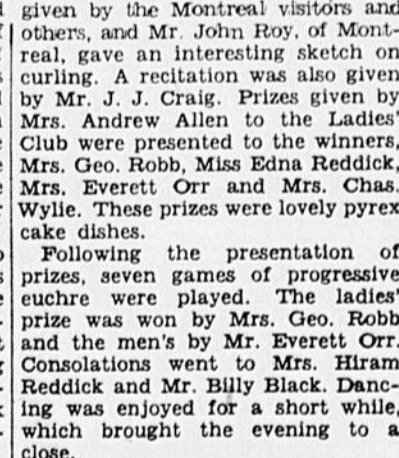 given by the Montreal visitors and
others, and Mr. John Roy, of Mont-
real, gave an interesting sketch on
curling. A recitation was also given
by Mr. J. J. Craig. Prizes given by
Mrs. Andrew Allen to the Ladies'
Club were presented to the winners,
Mrs. Geo. Robb, Miss Edna Reddick,
Mrs. Everett Orr and Mrs. Chas.
Wylie. These prizes were lovely pyrex
cake dishes.
Following the presentation of
prizes, seven games of progressive
euchre were played. The ladies'
prize was won by Mrs. Geo. Robb
and the men's by Mr. Everett Orr.
Consolations went to Mrs. Hiram
Reddick and Mr. Billy Black. Danc-
ing was enjoyed for a short while,
which brought the evening to a
close.